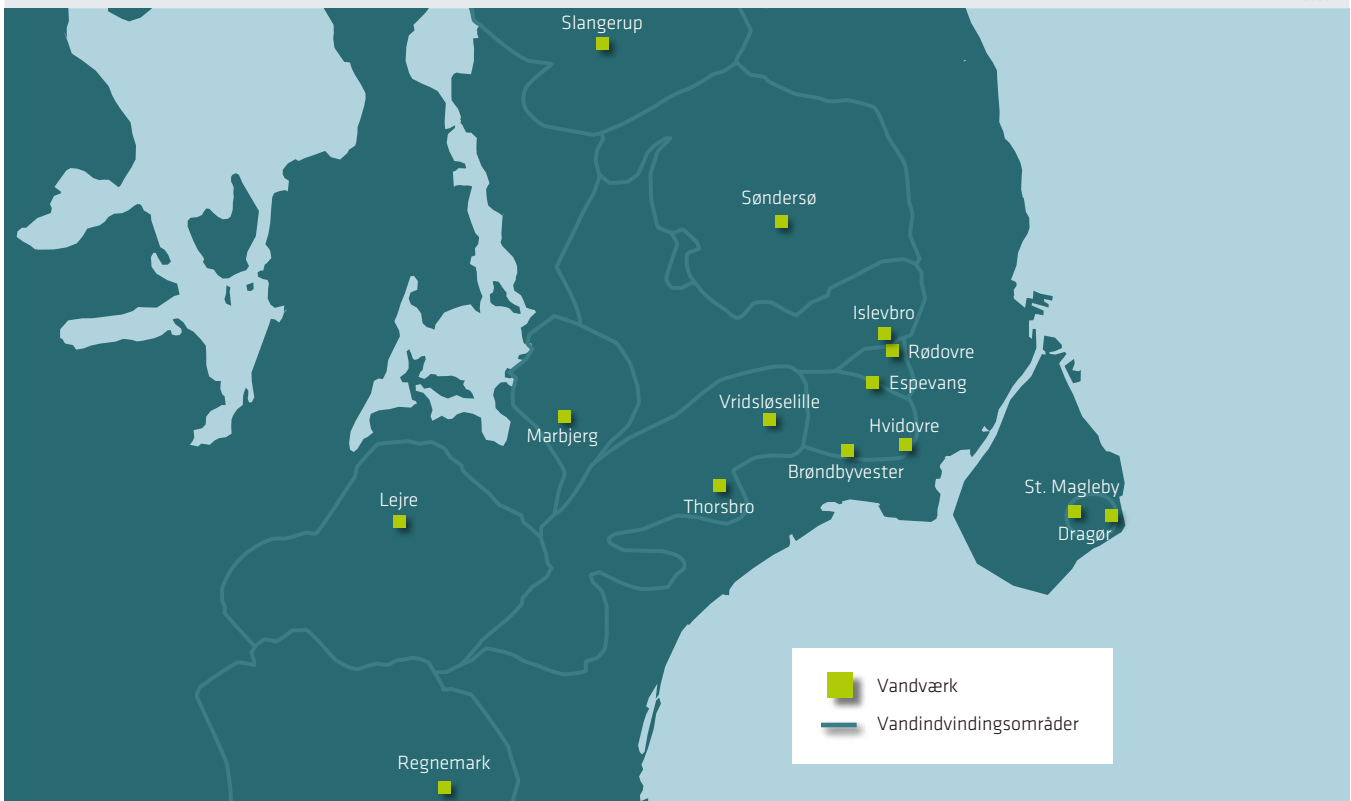 Slangerup
Søndersø
Islevbro
Rødovre
Espevang
Vridsløselille
Hvidovre
Marbjerg
Brøndbyvester
St. Magleby
Lejre
Thorsbro
Dragør
Vandværk
Vandindvindingsområder
Regnemark